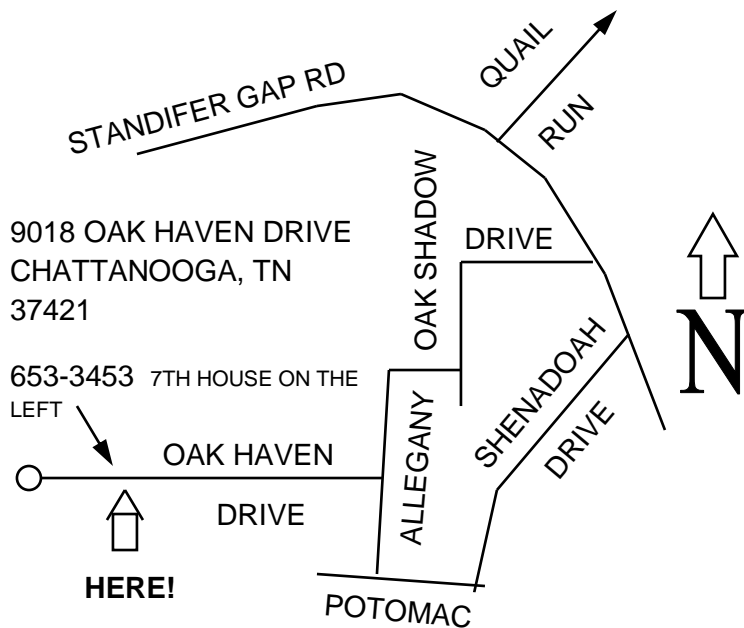 QUAIL
RUN
STANDIFER GAP RD
OAK SHADOW
DRIVE
9018 OAK HAVEN DRIVE
CHATTANOOGA, TN
37421
N
653-3453 7TH HOUSE ON THE
LEFT
SHENADOAH
DRIVE
ALLEGANY
OAK HAVEN
DRIVE
HERE!
POTOMAC